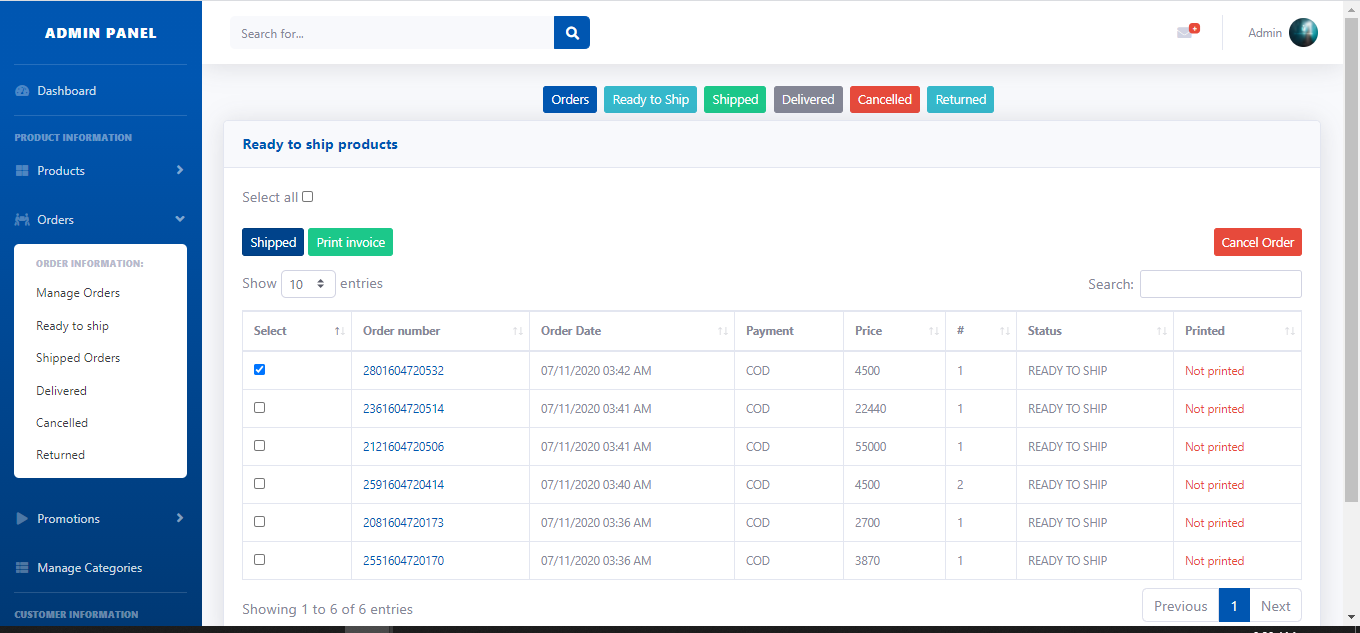 ADMIN PANEL
Search for...
Admin
Dashboard
PRODUCT INFORMATION
Products
Orders
ORDER INFORMATION:
Manage Orders
Ready to ship
Shipped Orders
Delivered
Cancelled
Returned
Promotions
Manage Categories
CUSTOMER INFORMATION
Orders Ready to Ship Shipped Delivered Cancelled Returned
Ready to ship products
Select all
Shipped Print invoice Cancel Order
Show 10 entries Search:
Select Order number Order Date Payment Price # Status Printed
2801604720532 07/11/2020 03:42 AM COD 4500 1 READY TO SHIP Not printed
2361604720514 07/11/2020 03:41 AM COD 22440 1 READY TO SHIP Not printed
2121604720506 07/11/2020 03:41 AM COD 55000 1 READY TO SHIP Not printed
2591604720414 07/11/2020 03:40 AM COD 4500 2 READY TO SHIP Not printed
2081604720173 07/11/2020 03:36 AM COD 2700 1 READY TO SHIP Not printed
2551604720170 07/11/2020 03:36 AM COD 3870 1 READY TO SHIP Not printed
Showing 1 to 6 of 6 entries Previous 1 Next